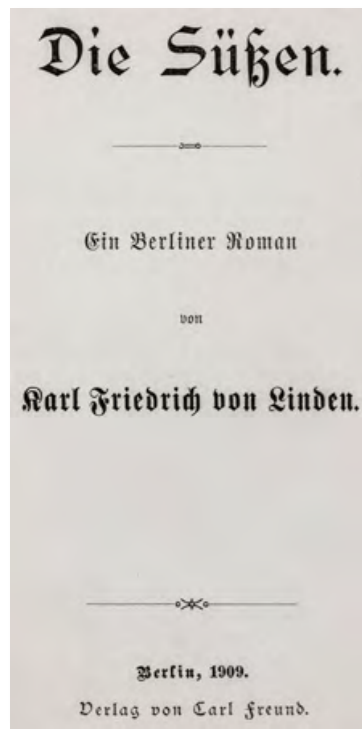 Die Süßen.
Ein Berliner Roman
von
Karl Friedrich von Linden.
Berlin, 1909.
Verlag von Carl Freund.